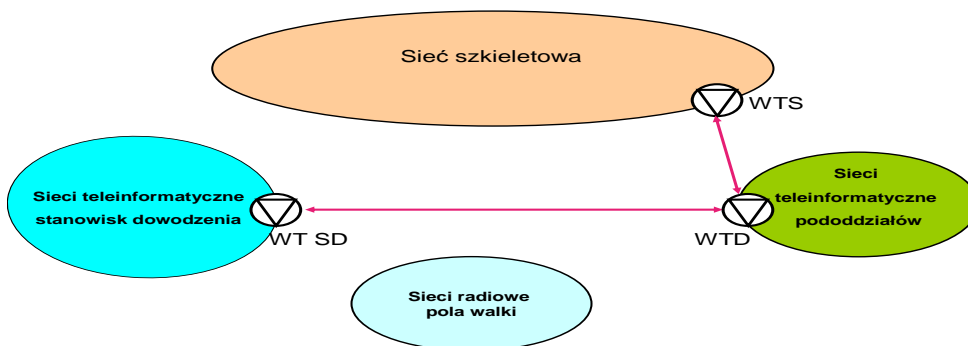 Sieć szkieletowa
WTS
Sieci teleinformatyczne
stanowisk dowodzenia
WT SD
Sieci
teleinformatyczne
pododdziałów
WTD
Sieci radiowe
pola walki